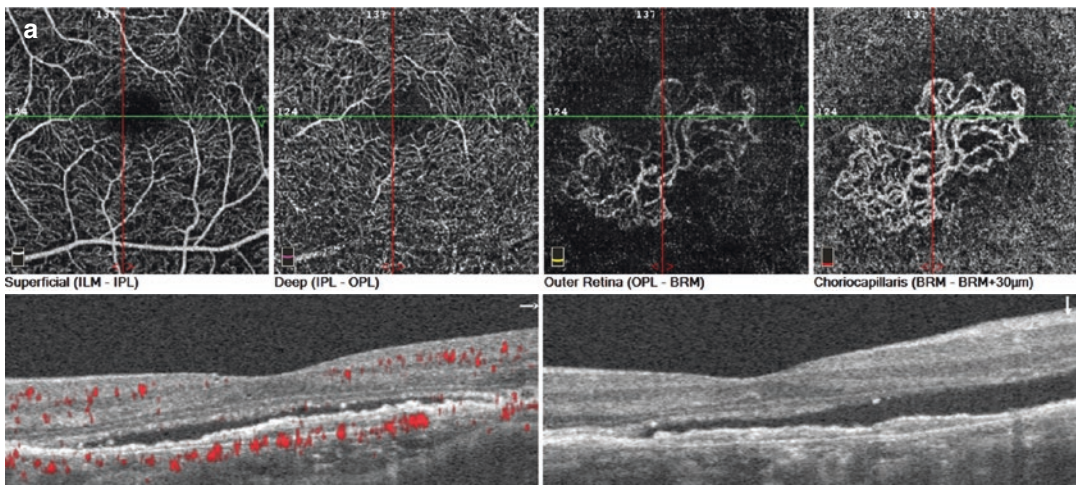 a
137
124
137
124
137
124
137
124
Superficial (ILM - IPL)
Deep (IPL - OPL)
Outer Retina (OPL - BRM)
Choriocapillaris (BRM - BRM+30µm)